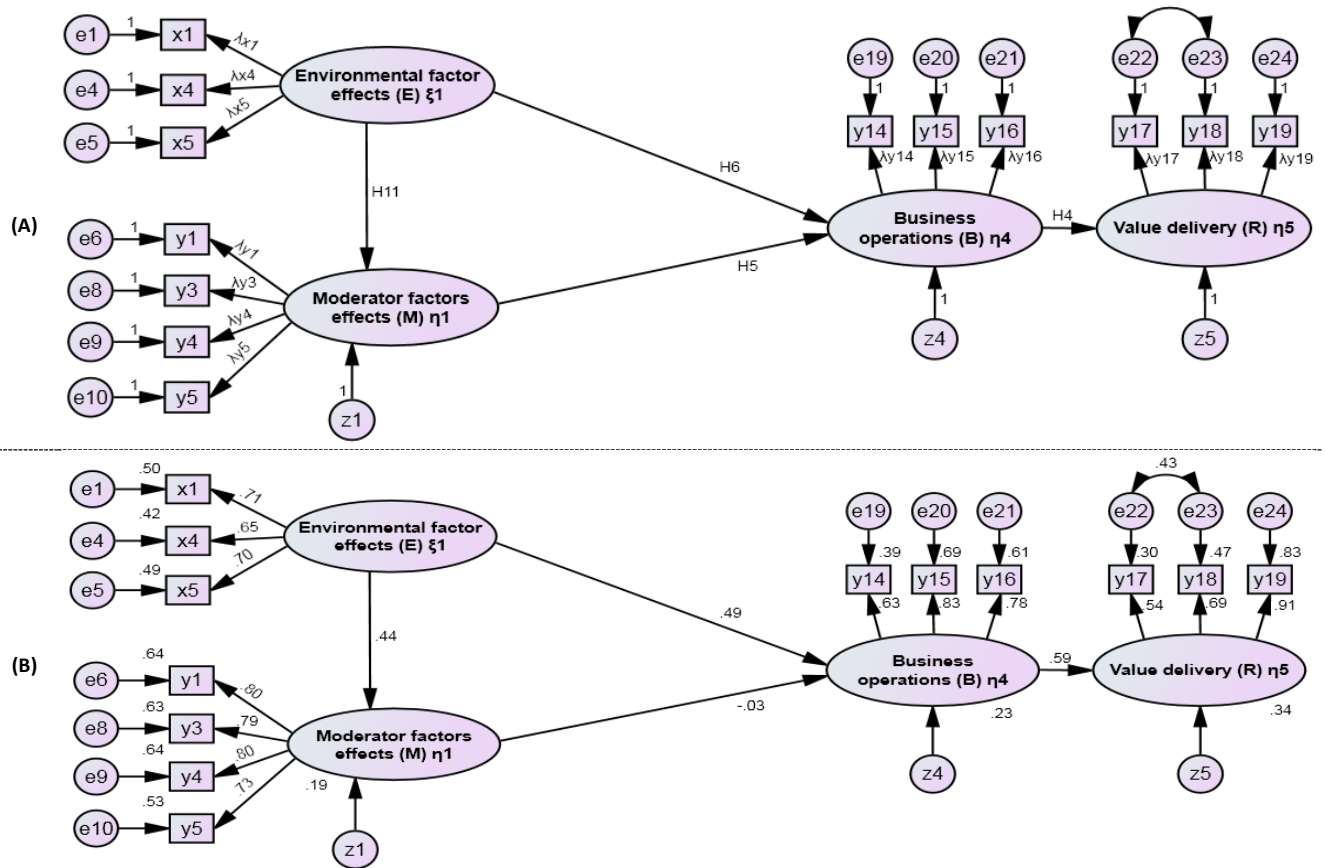 (A)
e1
1
x1
λx1
e4
1
x4
λx4
e5
1
x5
λx5
Environmental factor
effects (E) ξ1
H11
H6
e6
1
y1
λy1
e8
1
y3
λy3
e9
1
y4
λy4
e10
1
y5
λy5
Moderator factors
effects (M) η1
1
z1
H5
e19
e20
e21
1
1
1
y14
y15
y16
λy14
λy15
λy16
Business
operations (B) η4
1
z4
H4
e22
e23
e24
1
1
1
y17
y18
y19
λy17
λy18
λy19
Value delivery (R) η5
1
z5
(B)
e1
.50
x1
.71
e4
.42
x4
.65
e5
.49
x5
.70
Environmental factor
effects (E) ξ1
.44
.49
e6
.64
y1
.80
e8
.63
y3
.79
e9
.64
y4
.80
e10
.53
y5
.73
Moderator factors
effects (M) η1
.19
z1
-.03
e19
e20
e21
.39
.69
.61
y14
y15
y16
.63
.83
.78
Business
operations (B) η4
.23
z4
.59
.43
e22
e23
e24
.30
.47
.83
y17
y18
y19
.54
.69
.91
Value delivery (R) η5
.34
z5